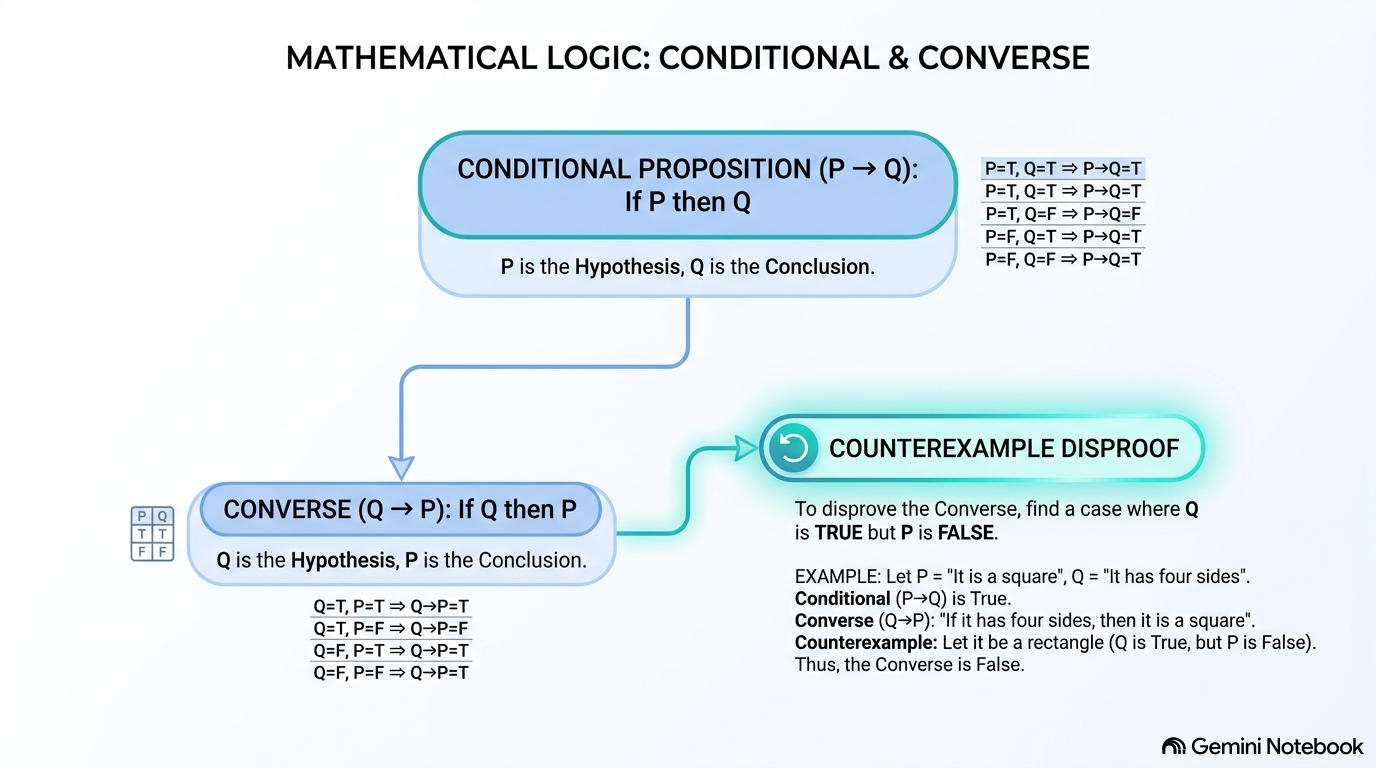 MATHEMATICAL LOGIC: CONDITIONAL & CONVERSE
CONDITIONAL PROPOSITION (P → Q):
If P then Q
P is the Hypothesis, Q is the Conclusion.
P=T, Q=T ⇒ P→Q=T
P=T, Q=T ⇒ P→Q=T
P=T, Q=F ⇒ P→Q=F
P=F, Q=T ⇒ P→Q=T
P=F, Q=F ⇒ P→Q=T
CONVERSE (Q → P): If Q then P
Q is the Hypothesis, P is the Conclusion.
P Q
T T
F F
Q=T, P=T ⇒ Q→P=T
Q=T, P=F ⇒ Q→P=F
Q=F, P=T ⇒ Q→P=T
Q=F, P=F ⇒ Q→P=T
COUNTEREXAMPLE DISPROOF
To disprove the Converse, find a case where Q
is TRUE but P is FALSE.
EXAMPLE: Let P = "It is a square", Q = "It has four sides".
Conditional (P→Q) is True.
Converse (Q→P): "If it has four sides, then it is a square".
Counterexample: Let it be a rectangle (Q is True, but P is False).
Thus, the Converse is False.
Gemini Notebook